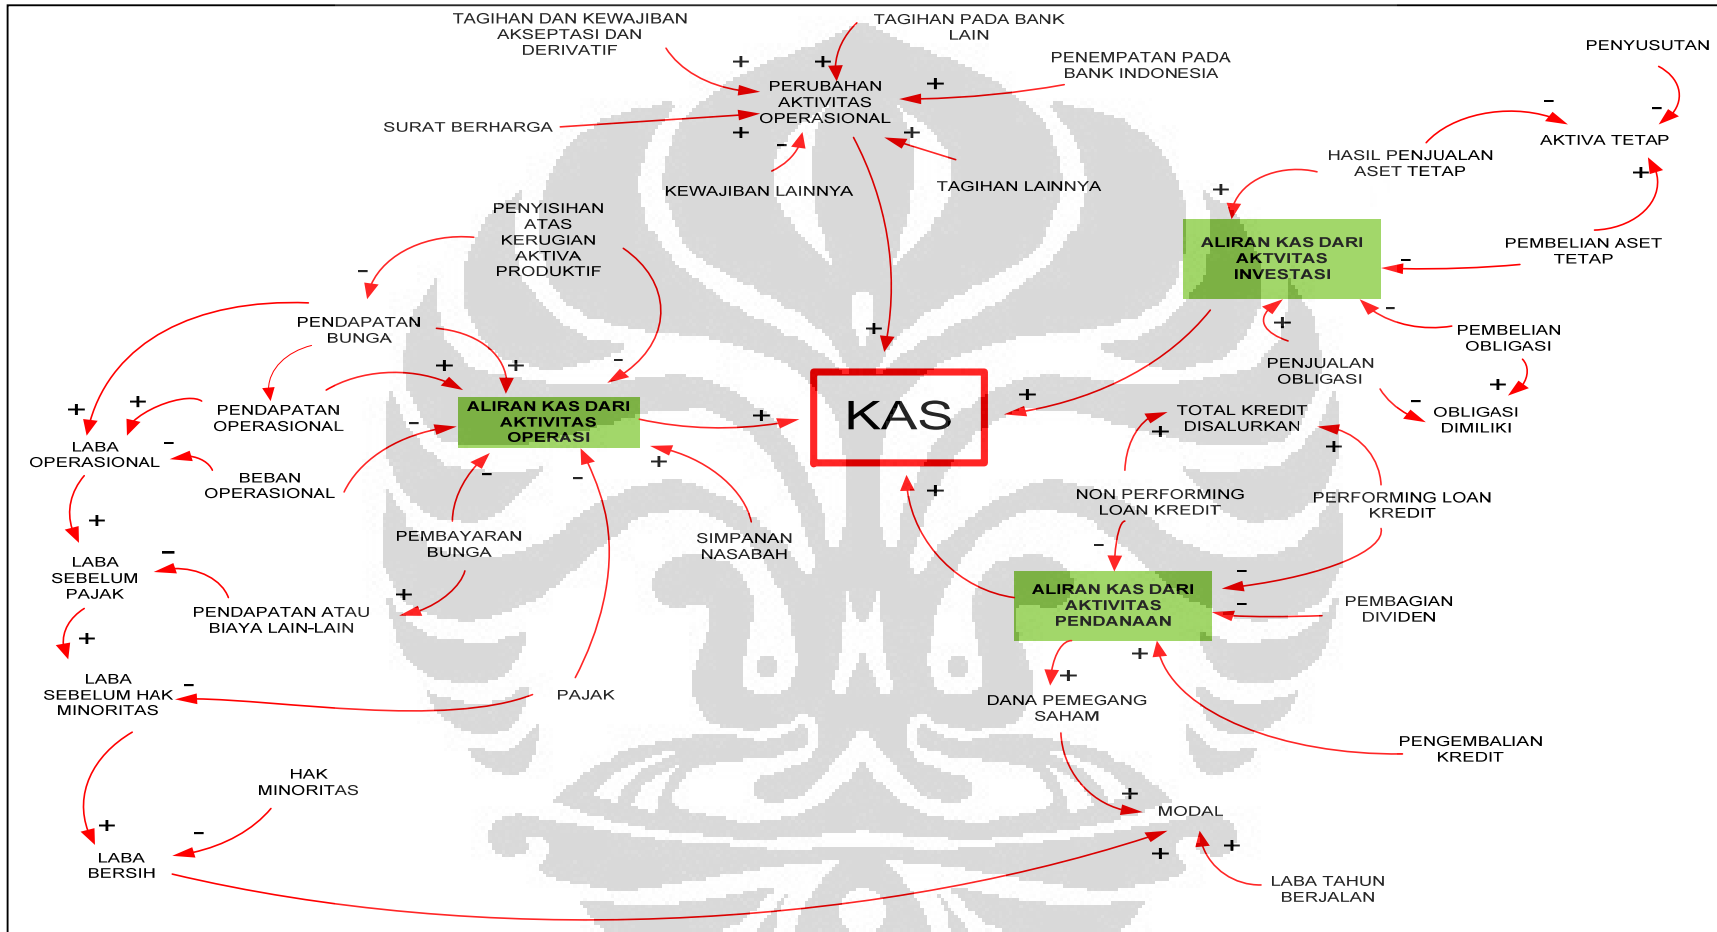 TAGIHAN DAN KEWAJIBAN
AKSEPTASI DAN
DERIVATIF
TAGIHAN PADA BANK
LAIN
PENYUSUTAN
PENEMPATAN PADA
BANK INDONESIA
+
+
+
PERUBAHAN
AKTIVITAS
OPERASIONAL
SURAT BERHARGA
+
-
+
KEWAJIBAN LAINNYA
TAGIHAN LAINNYA
-
-
AKTIVA TETAP
HASIL PENJUALAN
ASET TETAP
+
+
PENYISIHAN
ATAS
KERUGIAN
AKTIVA
PRODUKTIF
ALIRAN KAS DARI
AKTVITAS
INVESTASI
PEMBELIAN ASET
TETAP
-
-
-
PENDAPATAN
BUNGA
+
+
PEMBELIAN
OBLIGASI
PENJUALAN
OBLIGASI
+
-
OBLIGASI
DIMILIKI
+
+
-
PENDAPATAN
OPERASIONAL
+
+
ALIRAN KAS DARI
AKTIVITAS
OPERASI
-
+
KAS
+
TOTAL KREDIT
DISALURKAN
+
+
LABA
OPERASIONAL
-
BEBAN
OPERASIONAL
-
-
+
+
NON PERFORMING
LOAN KREDIT
PERFORMING LOAN
KREDIT
+
PEMBAYARAN
BUNGA
SIMPANAN
NASABAH
-
LABA
SEBELUM
PAJAK
-
+
PENDAPATAN ATAU
BIAYA LAIN-LAIN
ALIRAN KAS DARI
AKTIVITAS
PENDANAAN
-
-
PEMBAGIAN
DIVIDEN
+
+
+
LABA
SEBELUM HAK
MINORITAS
-
PAJAK
DANA PEMEGANG
SAHAM
PENGEMBALIAN
KREDIT
HAK
MINORITAS
+
MODAL
+
-
LABA
BERSIH
+
+
LABA TAHUN
BERJALAN